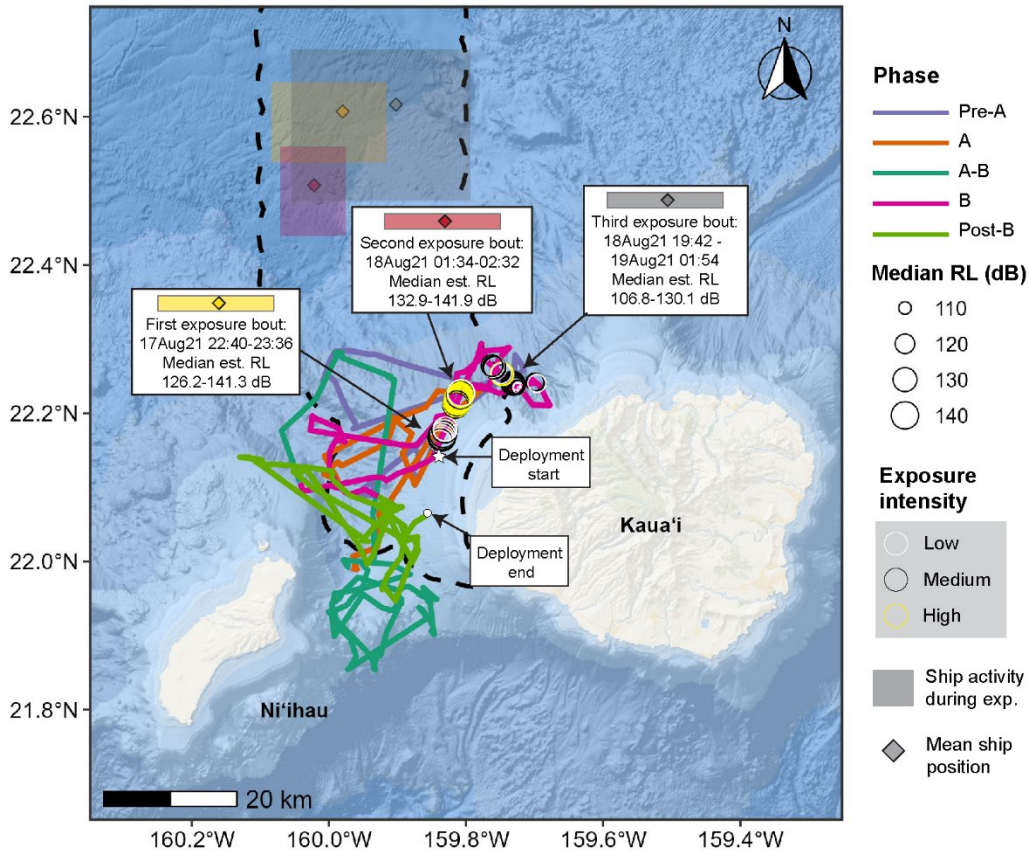 N
22.6°N
22.4°N
22.2°N
22.0°N
21.8°N
160.2°W
160.0°W
159.8°W
159.6°W
159.4°W
First exposure bout:
17Aug21 22:40-23:36
Median est. RL
126.2-141.3 dB
Second exposure bout:
18Aug21 01:34-02:32
Median est. RL
132.9-141.9 dB
Third exposure bout:
18Aug21 19:42 -
19Aug21 01:54
Median est. RL
106.8-130.1 dB
Deployment
start
Deployment
end
Kauaʻi
Niʻihau
20 km
Phase
Pre-A
A
A-B
B
Post-B
Median RL (dB)
110
120
130
140
Exposure
intensity
Low
Medium
High
Ship activity
during exp.
Mean ship
position